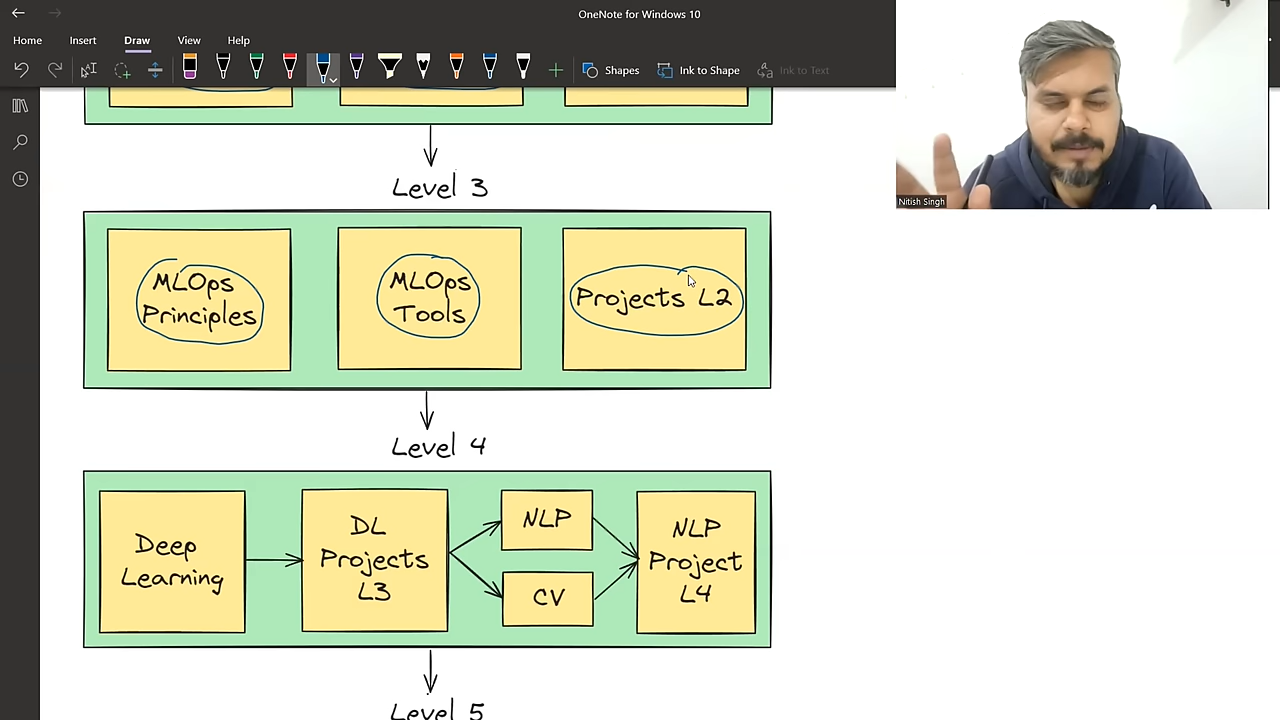 OneNote for Windows 10
Home
Insert
Draw
View
Help
Shapes
Ink to Shape
Ink to Text
Nitish Singh
Level 3
MLOps
Principles
MLOps
Tools
Projects L2
Level 4
Deep
Learning
DL
Projects
L3
NLP
CV
NLP
Project
L4
Level 5